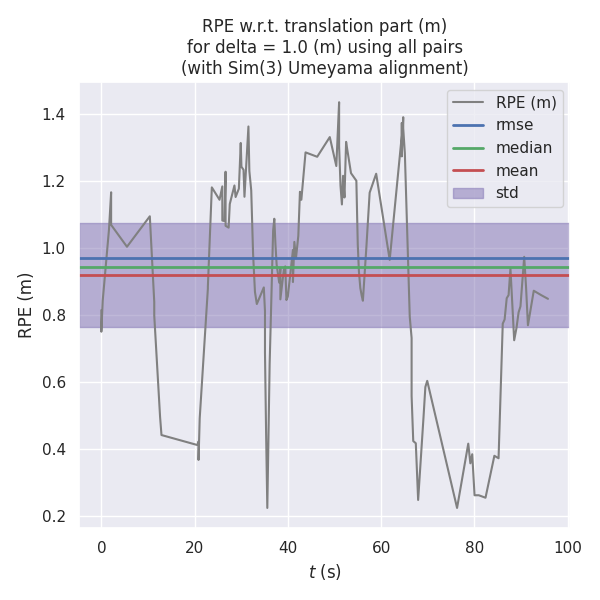 RPE w.r.t. translation part (m)
for delta = 1.0 (m) using all pairs
(with Sim(3) Umeyama alignment)
RPE (m)
rmse
median
mean
std
RPE (m)
1.4
1.2
1.0
0.8
0.6
0.4
0.2
0
20
40
60
80
100
t (s)